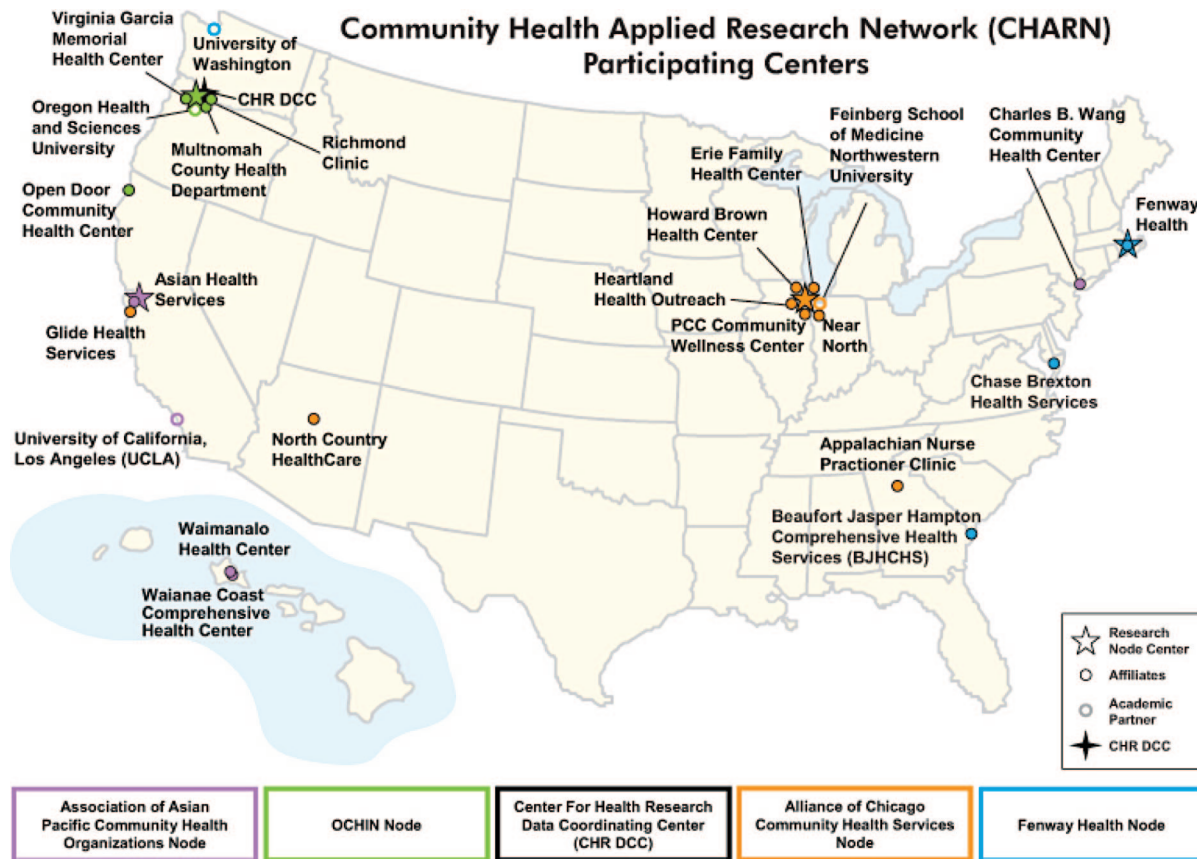 Community Health Applied Research Network (CHARN)
Participating Centers
Virginia Garcia
Memorial
Health Center
University of
Washington
CHR DCC
Oregon Health
and Sciences
University
Multnomah
County Health
Department
Richmond
Clinic
Open Door
Community
Health Center
Asian Health
Services
Glide Health
Services
University of California,
Los Angeles (UCLA)
North Country
HealthCare
Feinberg School
of Medicine
Northwestern
University
Erie Family
Health Center
Howard Brown
Health Center
Heartland
Health Outreach
PCC Community
Wellness Center
Near
North
Charles B. Wang
Community
Health Center
Fenway
Health
Chase Brexton
Health Services
Appalachian Nurse
Practioner Clinic
Beaufort Jasper Hampton
Comprehensive Health
Services (BJHCHS)
Waimanalo
Health Center
Waianae Coast
Comprehensive
Health Center
Research
Node Center
Affiliates
Academic
Partner
CHR DCC
Association of Asian
Pacific Community Health
Organizations Node
OCHIN Node
Center For Health Research
Data Coordinating Center
(CHR DCC)
Alliance of Chicago
Community Health Services
Node
Fenway Health Node